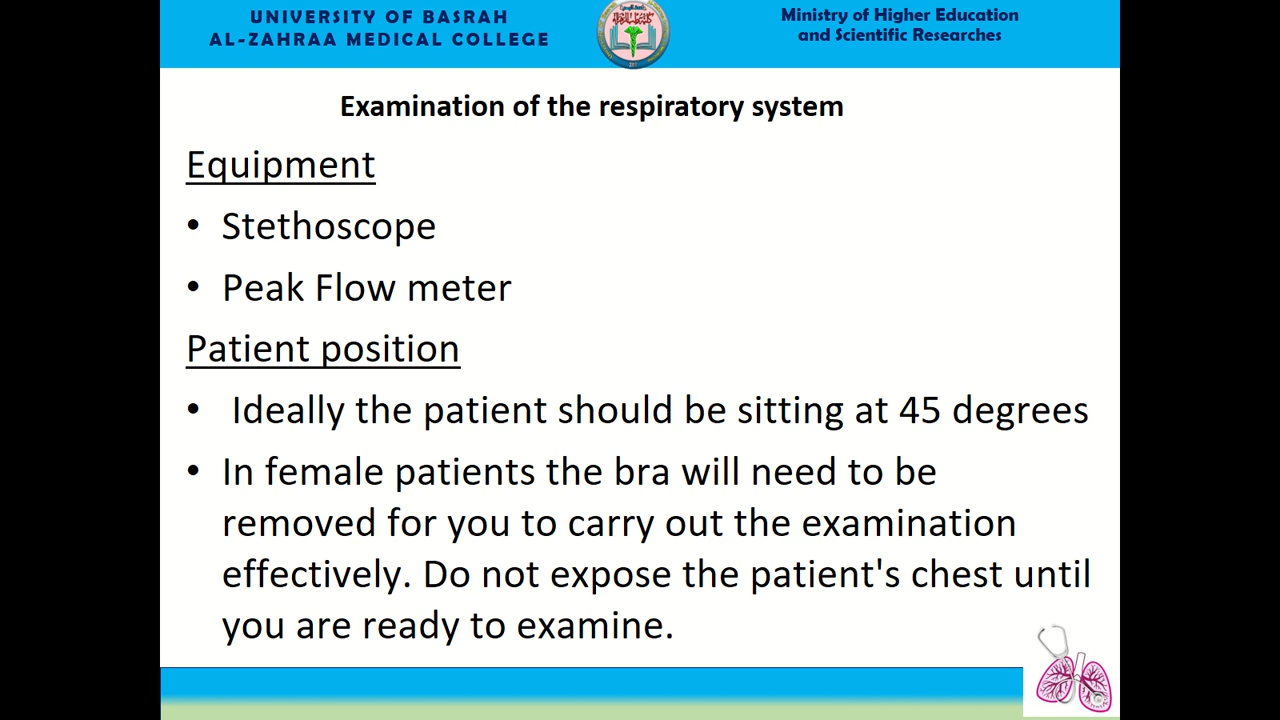 UNIVERSITY OF BASRAH
AL-ZAHRAA MEDICAL COLLEGE
Ministry of Higher Education
and Scientific Researches
Examination of the respiratory system
Equipment
• Stethoscope
• Peak Flow meter
Patient position
• Ideally the patient should be sitting at 45 degrees
• In female patients the bra will need to be
removed for you to carry out the examination
effectively. Do not expose the patient's chest until
you are ready to examine.